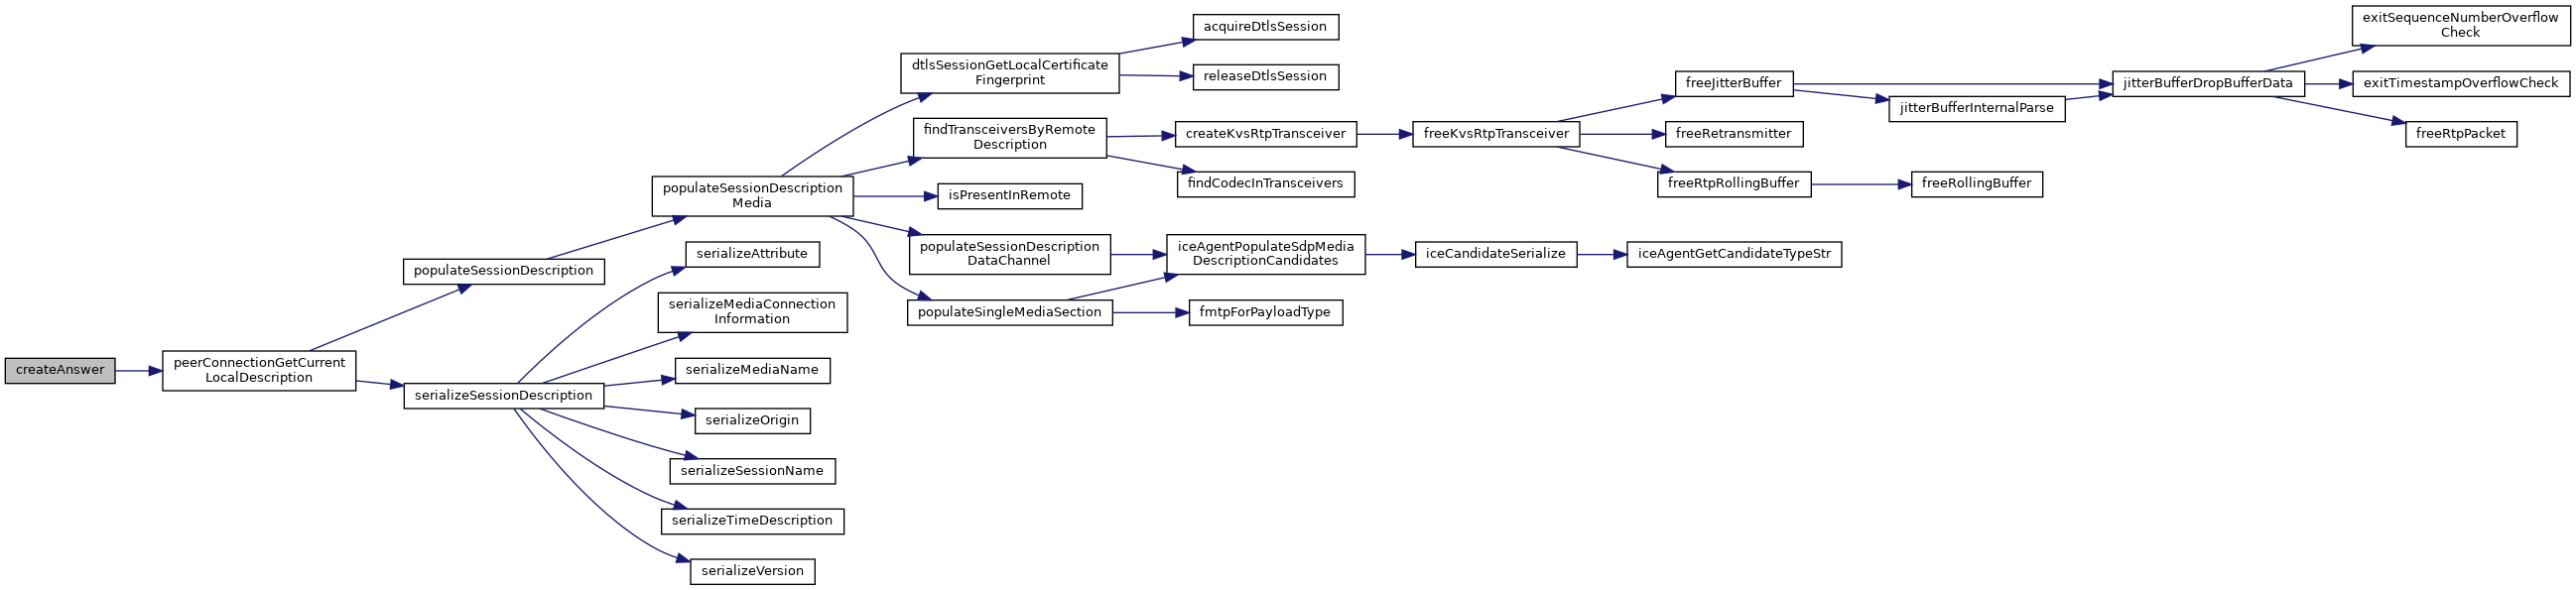 createAnswer
peerConnectionGetCurrent
LocalDescription
populateSessionDescription
serializeSessionDescription
populateSessionDescription
Media
serializeAttribute
serializeMediaConnection
Information
serializeMediaName
serializeOrigin
serializeSessionName
serializeTimeDescription
serializeVersion
dtlsSessionGetLocalCertificate
Fingerprint
findTransceiversByRemote
Description
isPresentInRemote
populateSessionDescription
DataChannel
populateSingleMediaSection
acquireDtlsSession
releaseDtlsSession
createKvsRtpTransceiver
findCodecInTransceivers
iceAgentPopulateSdpMedia
DescriptionCandidates
fmtpForPayloadType
freeKvsRtpTransceiver
iceCandidateSerialize
freeJitterBuffer
freeRetransmitter
freeRtpRollingBuffer
iceAgentGetCandidateTypeStr
jitterBufferInternalParse
freeRollingBuffer
jitterBufferDropBufferData
exitSequenceNumberOverflow
Check
exitTimestampOverflowCheck
freeRtpPacket